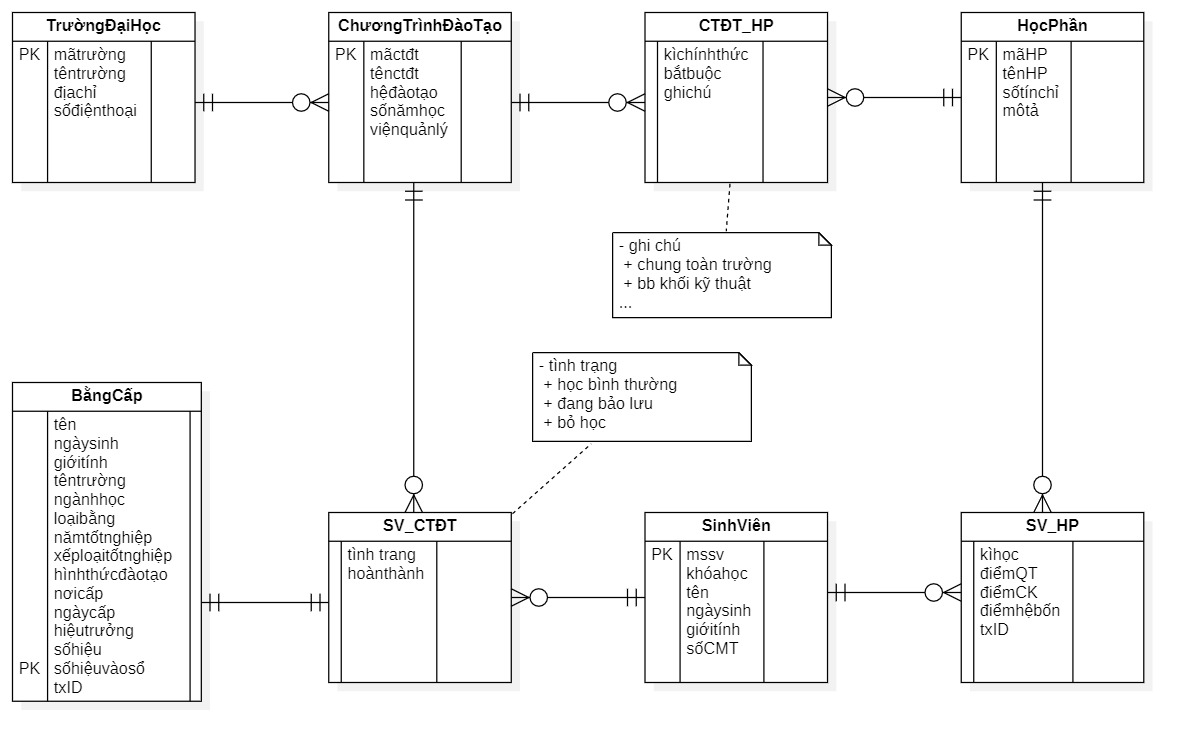 TrườngĐạiHọc
PK mãtrường
têntrường
địachỉ
sốđiệnthoại
ChươngTrìnhĐàoTạo
PK mãctđt
tênctđt
hệđàotạo
sốnămhọc
việnquảnlý
CTĐT_HP
kìchínhthức
bắtbuộc
ghichú
HọcPhần
PK mãHP
tênHP
sốtínchỉ
môtả
- ghi chú
+ chung toàn trường
+ bb khối kỹ thuật
...
- tình trạng
+ học bình thường
+ đang bảo lưu
+ bỏ học
BằngCấp
tên
ngàysinh
giớitính
têntrường
ngànhhọc
loạibằng
nămtốtnghiệp
xếploạitốtnghiệp
hìnhthứcđàotạo
nơicấp
ngàycấp
hiệutrưởng
sốhiệu
PK sốhiệuvàosổ
txID
SV_CTĐT
tình trang
hoànthành
SinhViên
PK mssv
khóahọc
tên
ngàysinh
giớitính
sốCMT
SV_HP
kìhọc
điểmQT
điểmCK
điểmhệbốn
txID